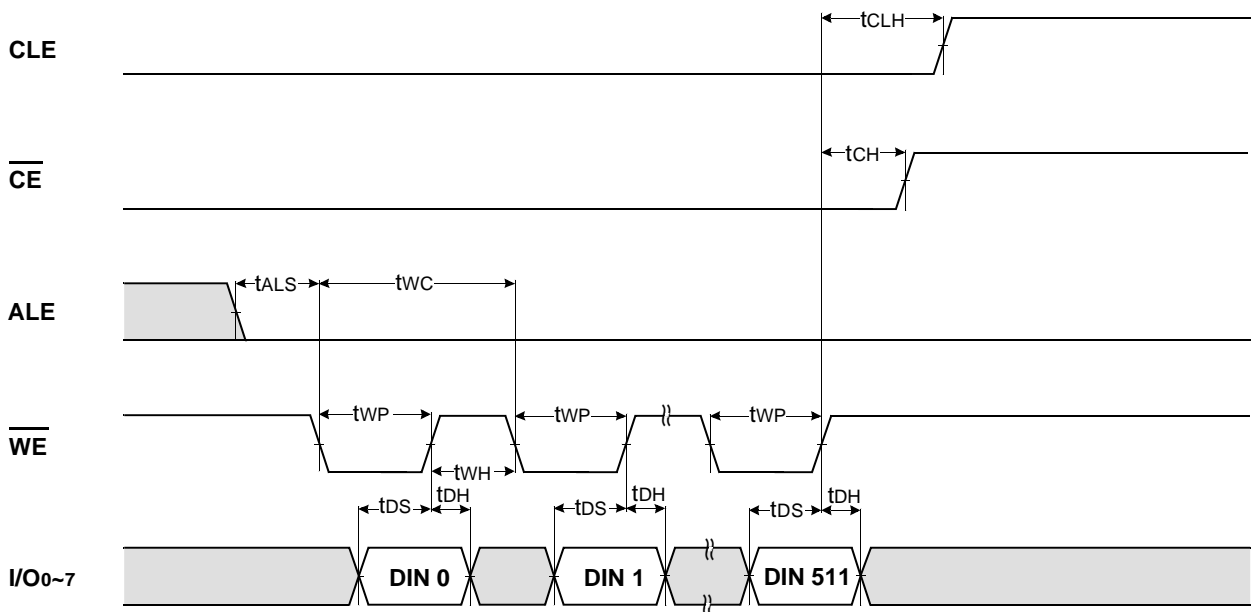 tCLH
CLE
tCH
CE
tALS
tWC
ALE
tWP
tWP
tWP
WE
tWH
tDS
tDH
tDS
tDH
tDS
tDH
I/O0~7
DIN 0
DIN 1
DIN 511